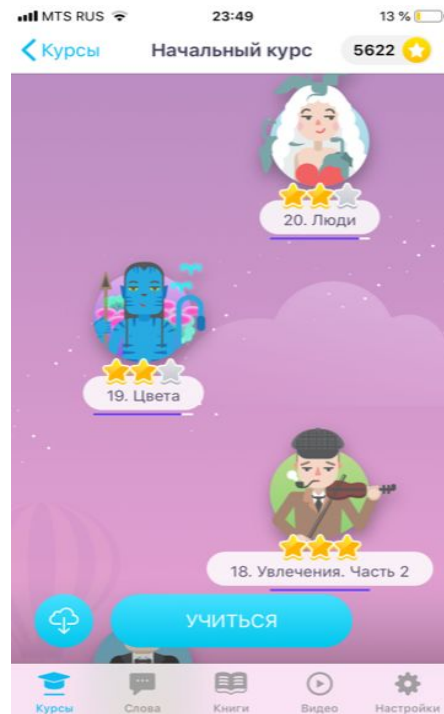 MTS RUS 23:49 13 %
Курсы Начальный курс 5622
20. Люди
19. Цвета
18. Увлечения. Часть 2
УЧИТЬСЯ
Курсы Слова Книги Видео Настройки